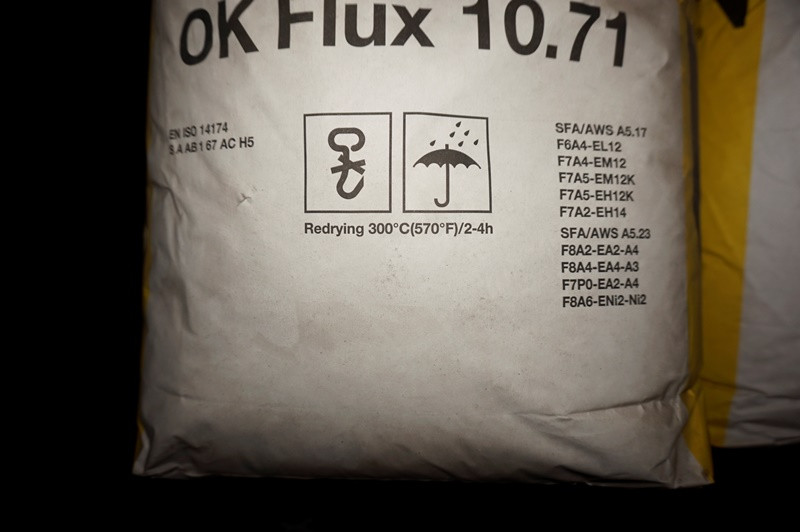 OK Flux 10.71
EN ISO 14174
S A AB 1 67 AC H5
Redrying 300°C(570°F)/2-4h
SFA/AWS A5.17
F6A4-EL12
F7A4-EM12
F7A5-EM12K
F7A5-EH12K
F7A2-EH14
SFA/AWS A5.23
F8A2-EA2-A4
F8A4-EA4-A3
F7P0-EA2-A4
F8A6-ENi2-Ni2